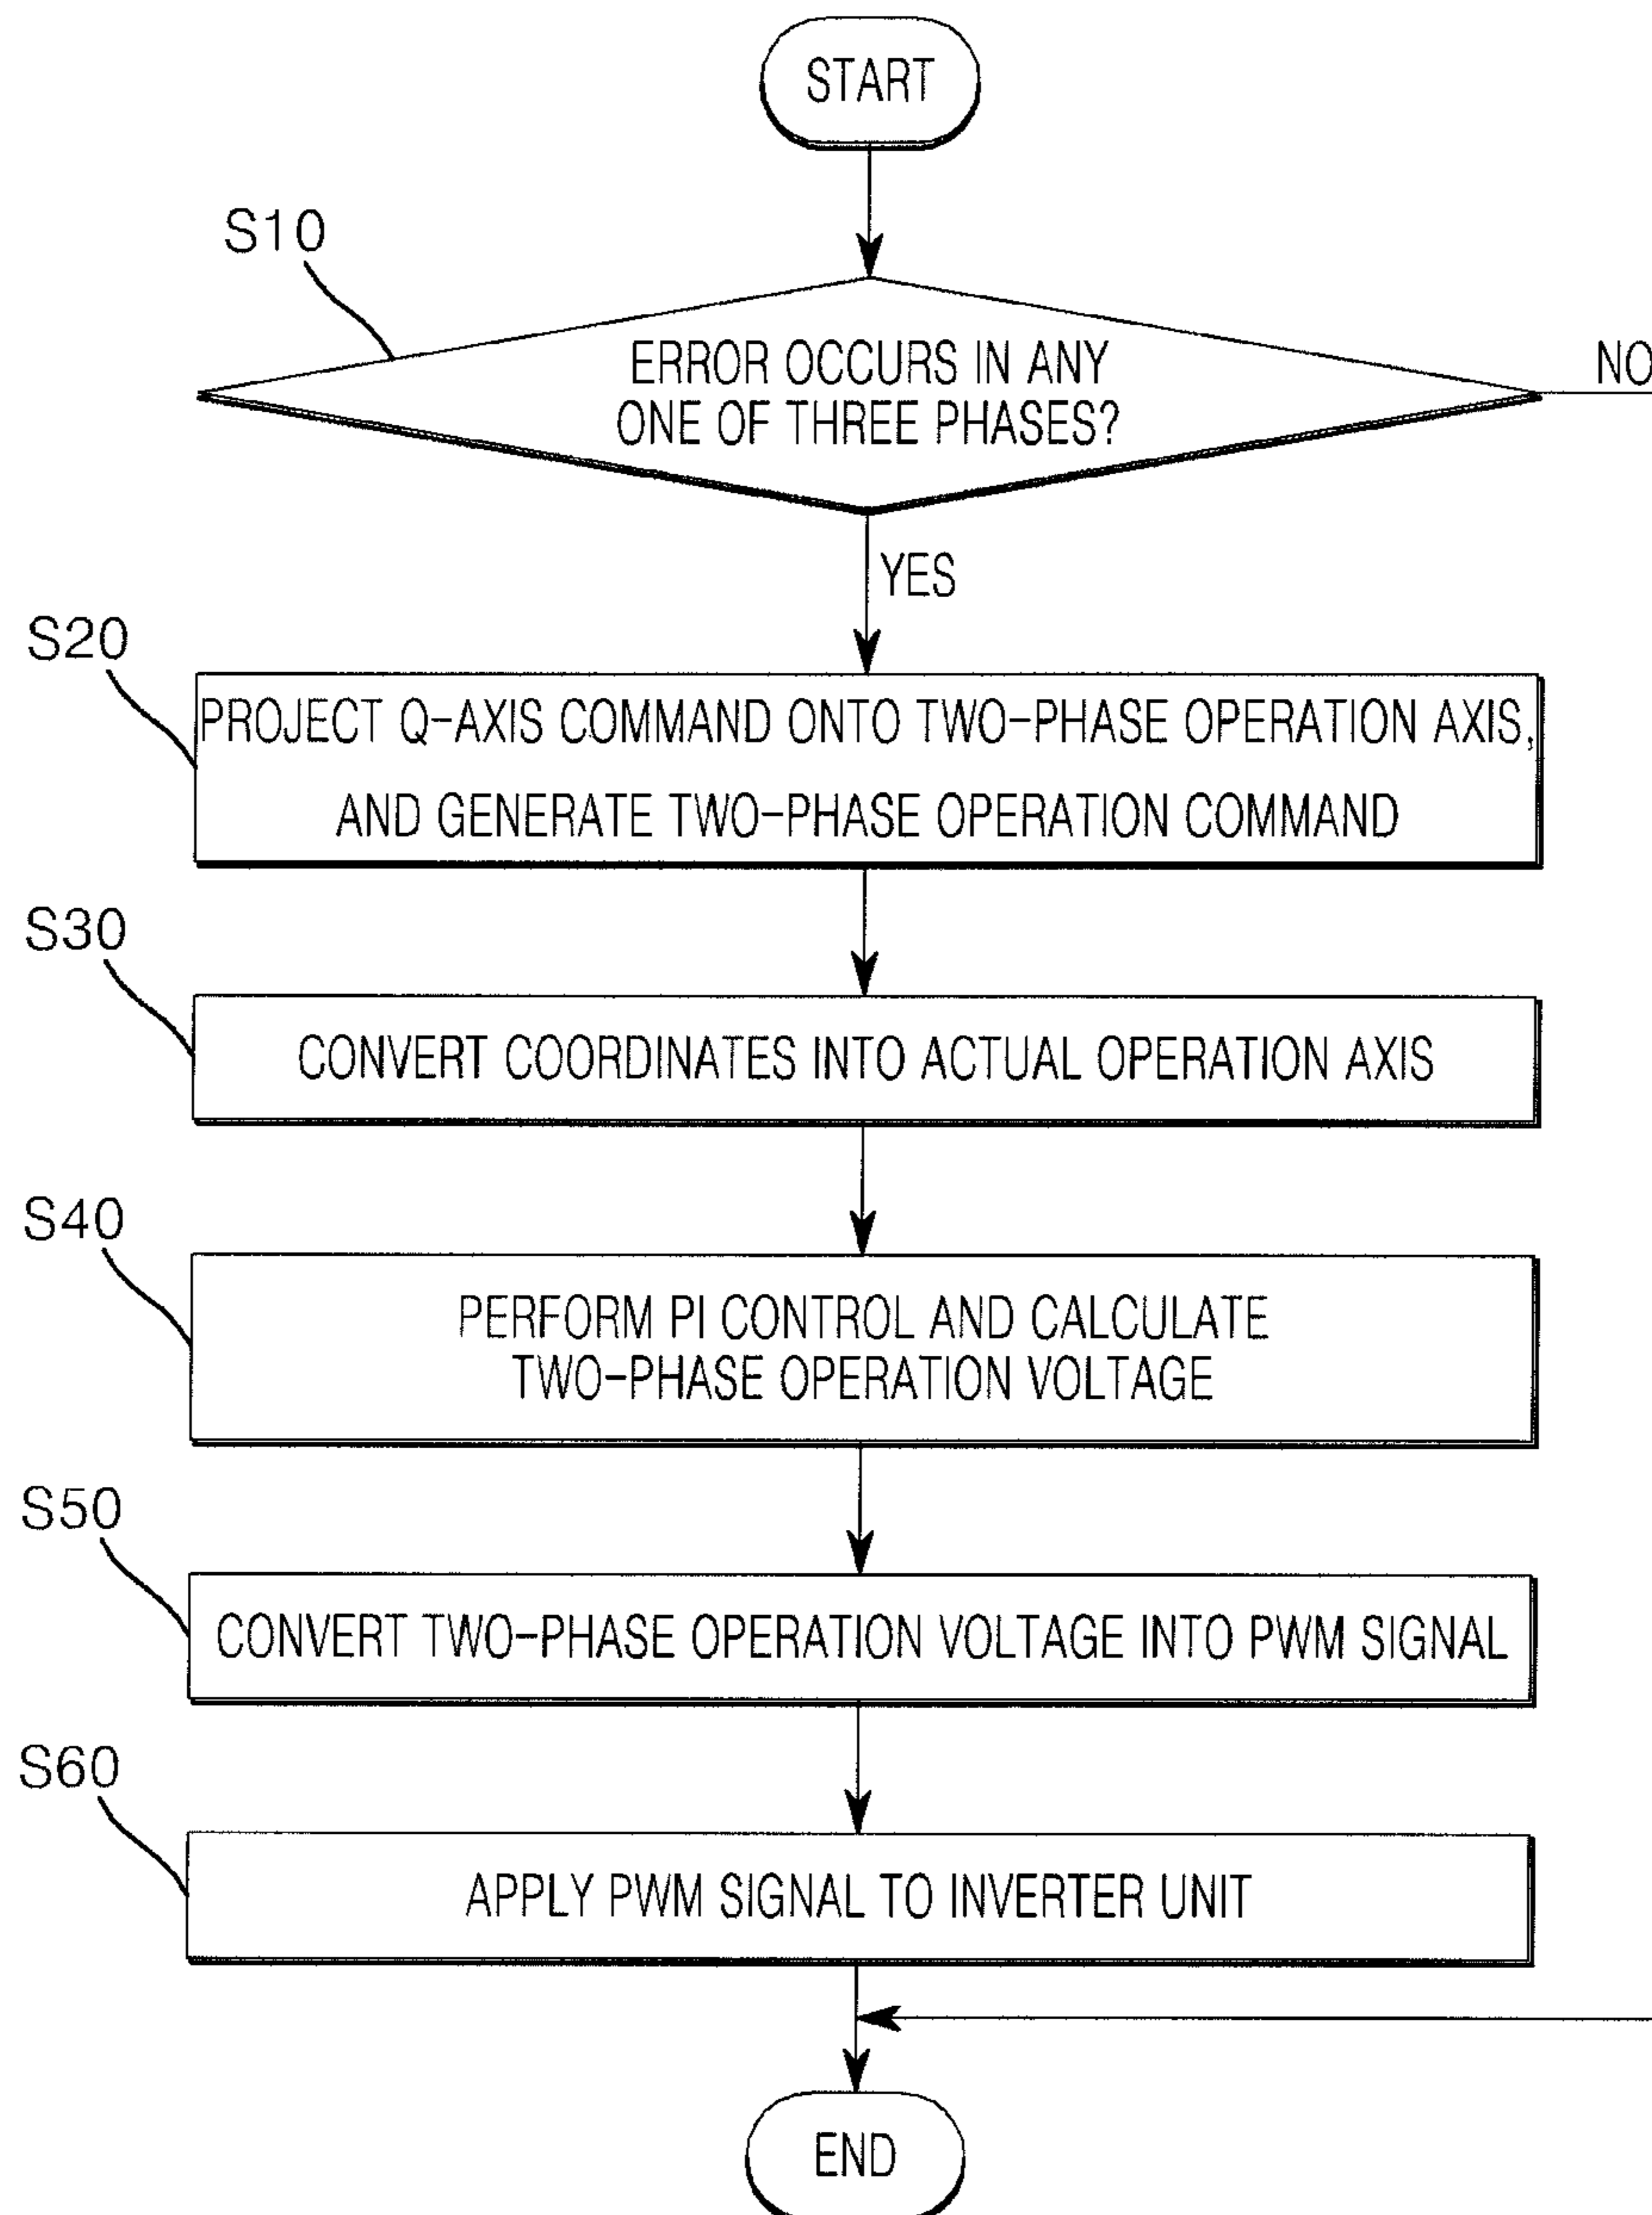 START
S10
ERROR OCCURS IN ANY
ONE OF THREE PHASES?
NO
YES
S20
PROJECT Q-AXIS COMMAND ONTO TWO-PHASE OPERATION AXIS,
AND GENERATE TWO-PHASE OPERATION COMMAND
S30
CONVERT COORDINATES INTO ACTUAL OPERATION AXIS
S40
PERFORM PI CONTROL AND CALCULATE
TWO-PHASE OPERATION VOLTAGE
S50
CONVERT TWO-PHASE OPERATION VOLTAGE INTO PWM SIGNAL
S60
APPLY PWM SIGNAL TO INVERTER UNIT
END